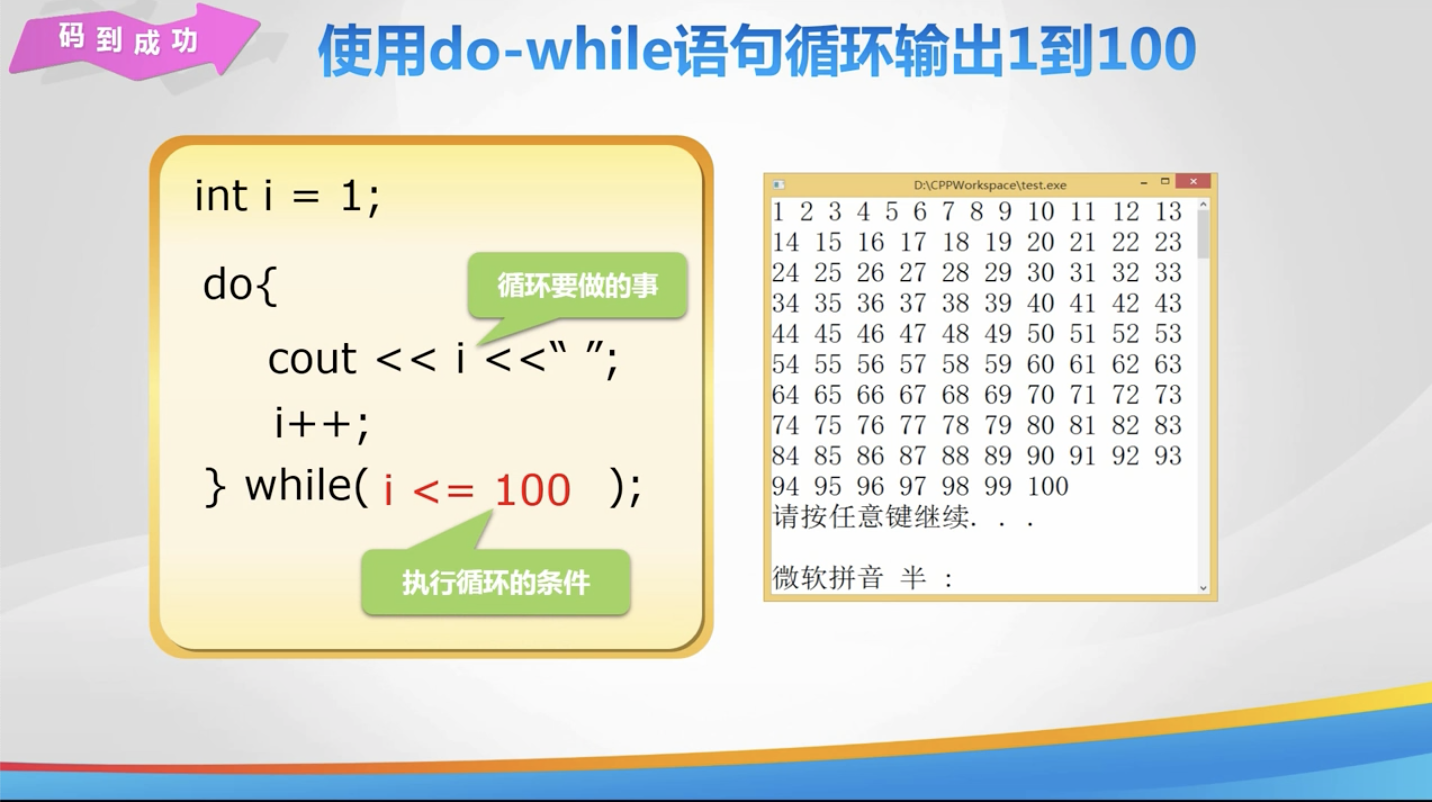 码到成功
使用do-while语句循环输出1到100
int i = 1;
do{
循环要做的事
cout << i <<“ ”;
i++;
} while( i <= 100 );
执行循环的条件
D:\CPPWorkspace\test.exe
1 2 3 4 5 6 7 8 9 10 11 12 13
14 15 16 17 18 19 20 21 22 23
24 25 26 27 28 29 30 31 32 33
34 35 36 37 38 39 40 41 42 43
44 45 46 47 48 49 50 51 52 53
54 55 56 57 58 59 60 61 62 63
64 65 66 67 68 69 70 71 72 73
74 75 76 77 78 79 80 81 82 83
84 85 86 87 88 89 90 91 92 93
94 95 96 97 98 99 100
请按任意键继续. . .
微软拼音 半 :